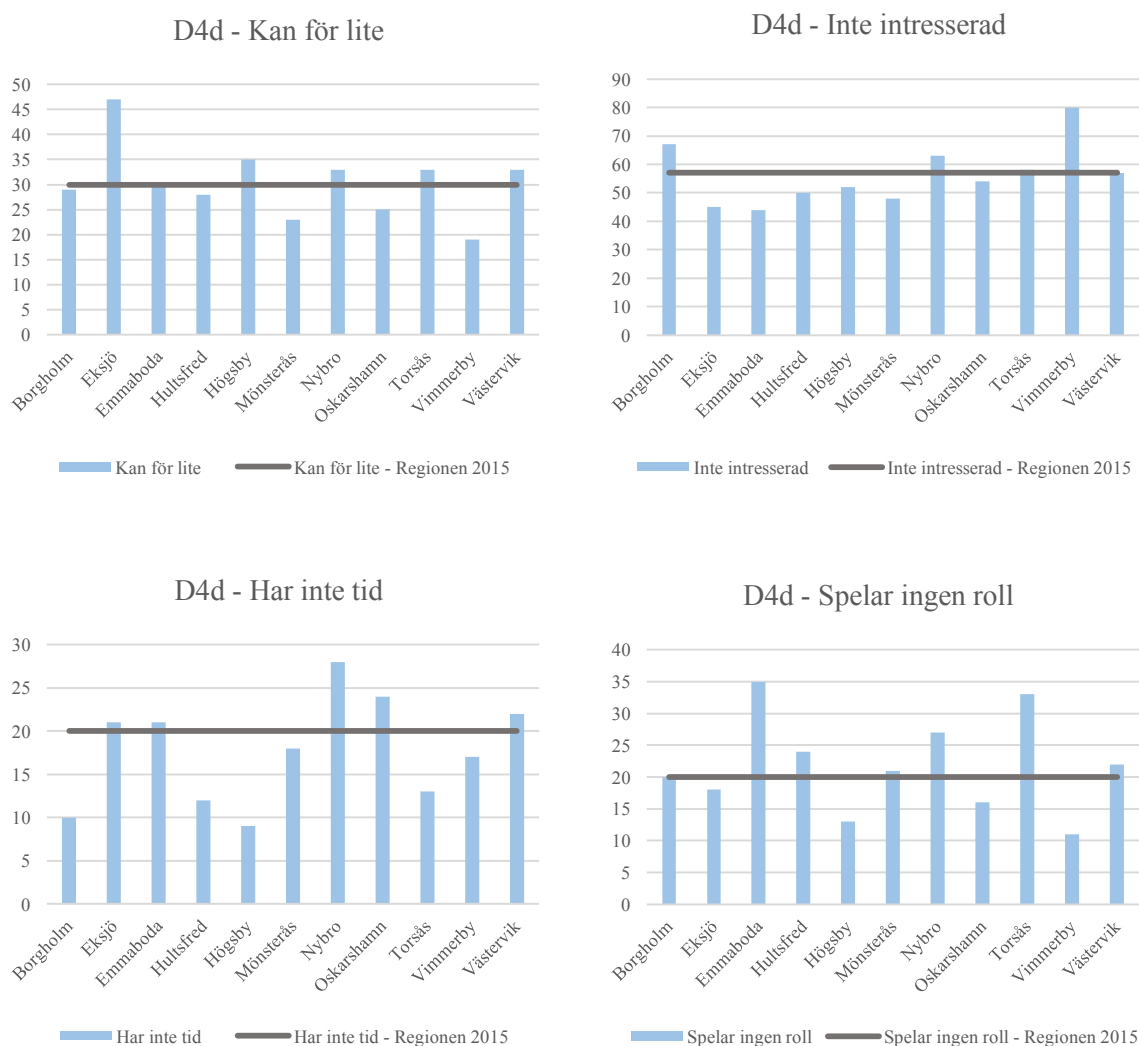 D4d - Kan för lite
50
45
40
35
30
25
20
15
10
5
0
Borgholm
Eksjö
Emmaboda
Hultsfred
Högsby
Mönsterås
Nybro
Oskarshamn
Torsås
Vimmerby
Västervik
Kan för lite
Kan för lite - Regionen 2015
D4d - Inte intresserad
90
80
70
60
50
40
30
20
10
0
Borgholm
Eksjö
Emmaboda
Hultsfred
Högsby
Mönsterås
Nybro
Oskarshamn
Torsås
Vimmerby
Västervik
Inte intresserad
Inte intresserad - Regionen 2015
D4d - Har inte tid
30
25
20
15
10
5
0
Borgholm
Eksjö
Emmaboda
Hultsfred
Högsby
Mönsterås
Nybro
Oskarshamn
Torsås
Vimmerby
Västervik
Har inte tid
Har inte tid - Regionen 2015
D4d - Spelar ingen roll
40
35
30
25
20
15
10
5
0
Borgholm
Eksjö
Emmaboda
Hultsfred
Högsby
Mönsterås
Nybro
Oskarshamn
Torsås
Vimmerby
Västervik
Spelar ingen roll
Spelar ingen roll - Regionen 2015